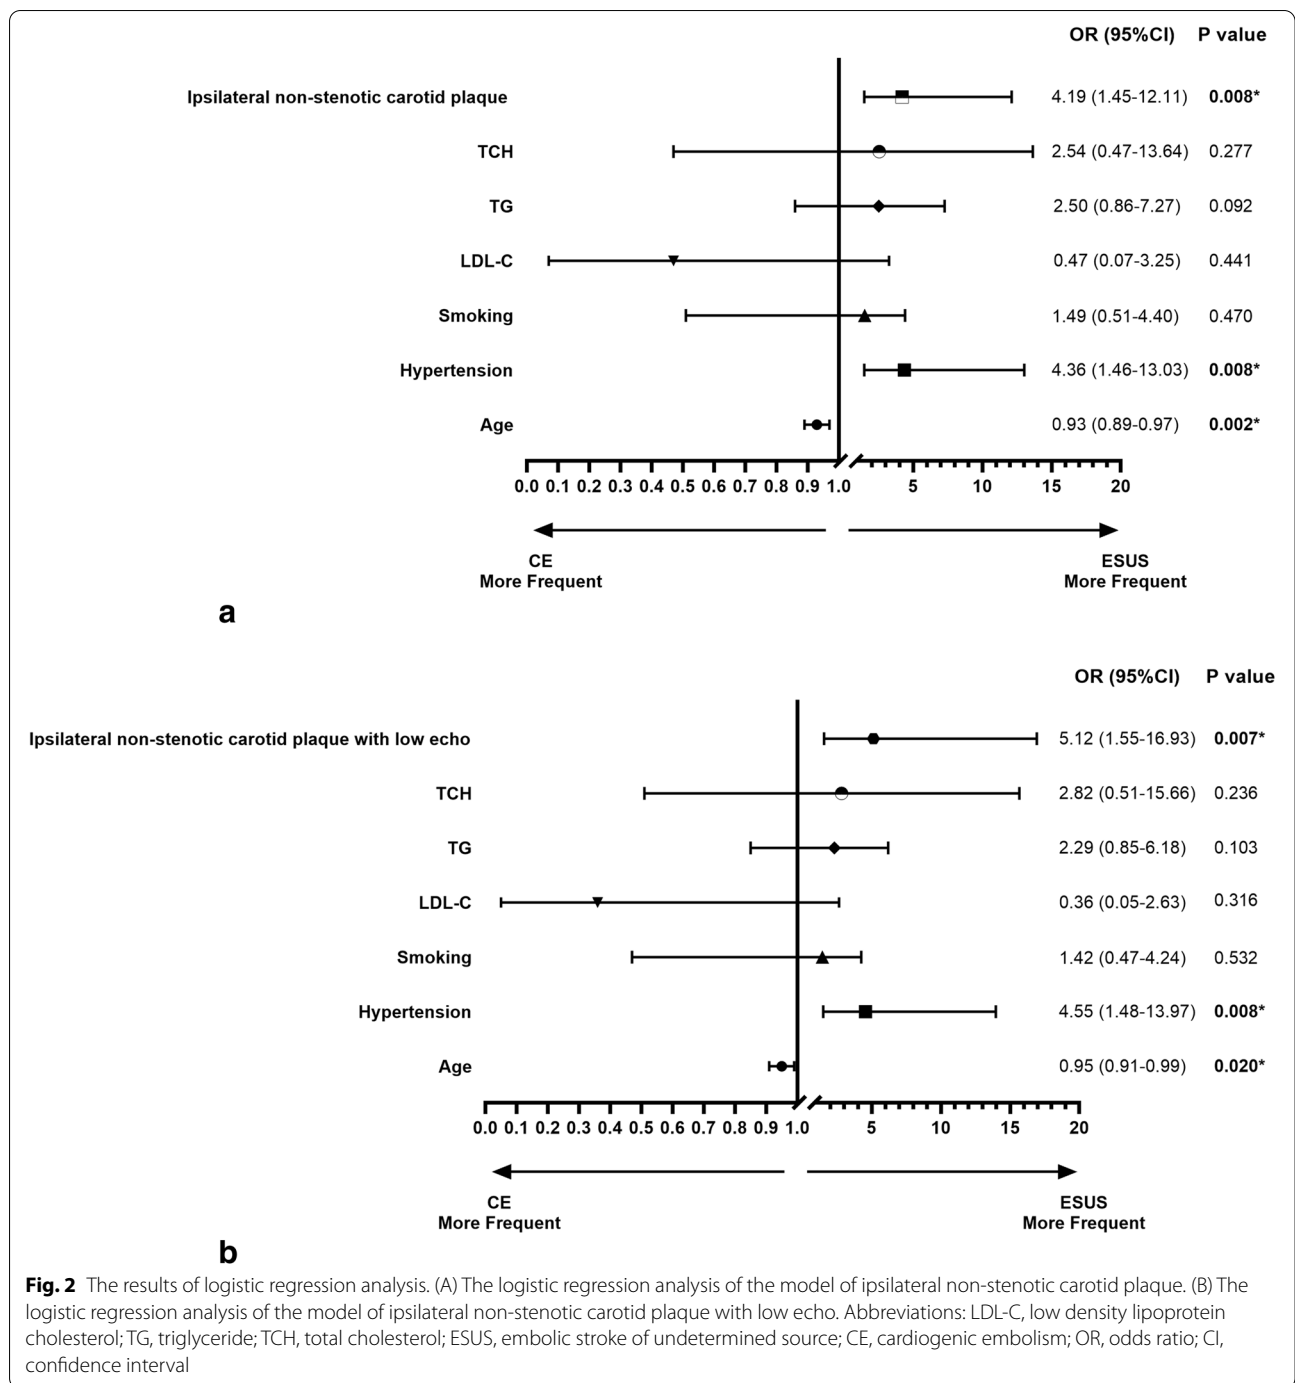 OR (95%CI) P value
Ipsilateral non-stenotic carotid plaque 4.19 (1.45-12.11) 0.008*
TCH 2.54 (0.47-13.64) 0.277
TG 2.50 (0.86-7.27) 0.092
LDL-C 0.47 (0.07-3.25) 0.441
Smoking 1.49 (0.51-4.40) 0.470
Hypertension 4.36 (1.46-13.03) 0.008*
Age 0.93 (0.89-0.97) 0.002*
0.0 0.1 0.2 0.3 0.4 0.5 0.6 0.7 0.8 0.9 1.0 5 10 15 20
CE ESUS
More Frequent More Frequent
a
OR (95%CI) P value
Ipsilateral non-stenotic carotid plaque with low echo 5.12 (1.55-16.93) 0.007*
TCH 2.82 (0.51-15.66) 0.236
TG 2.29 (0.85-6.18) 0.103
LDL-C 0.36 (0.05-2.63) 0.316
Smoking 1.42 (0.47-4.24) 0.532
Hypertension 4.55 (1.48-13.97) 0.008*
Age 0.95 (0.91-0.99) 0.020*
0.0 0.1 0.2 0.3 0.4 0.5 0.6 0.7 0.8 0.9 1.0 5 10 15 20
CE ESUS
More Frequent More Frequent
b
Fig. 2 The results of logistic regression analysis. (A) The logistic regression analysis of the model of ipsilateral non-stenotic carotid plaque. (B) The
logistic regression analysis of the model of ipsilateral non-stenotic carotid plaque with low echo. Abbreviations: LDL-C, low density lipoprotein
cholesterol; TG, triglyceride; TCH, total cholesterol; ESUS, embolic stroke of undetermined source; CE, cardiogenic embolism; OR, odds ratio; CI,
confidence interval